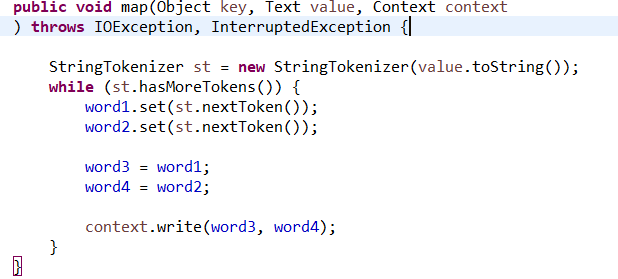 public void map(Object key, Text value, Context context
) throws IOException, InterruptedException {
StringTokenizer st = new StringTokenizer(value.toString());
while (st.hasMoreTokens()) {
word1.set(st.nextToken());
word2.set(st.nextToken());
word3 = word1;
word4 = word2;
context.write(word3, word4);
}
}